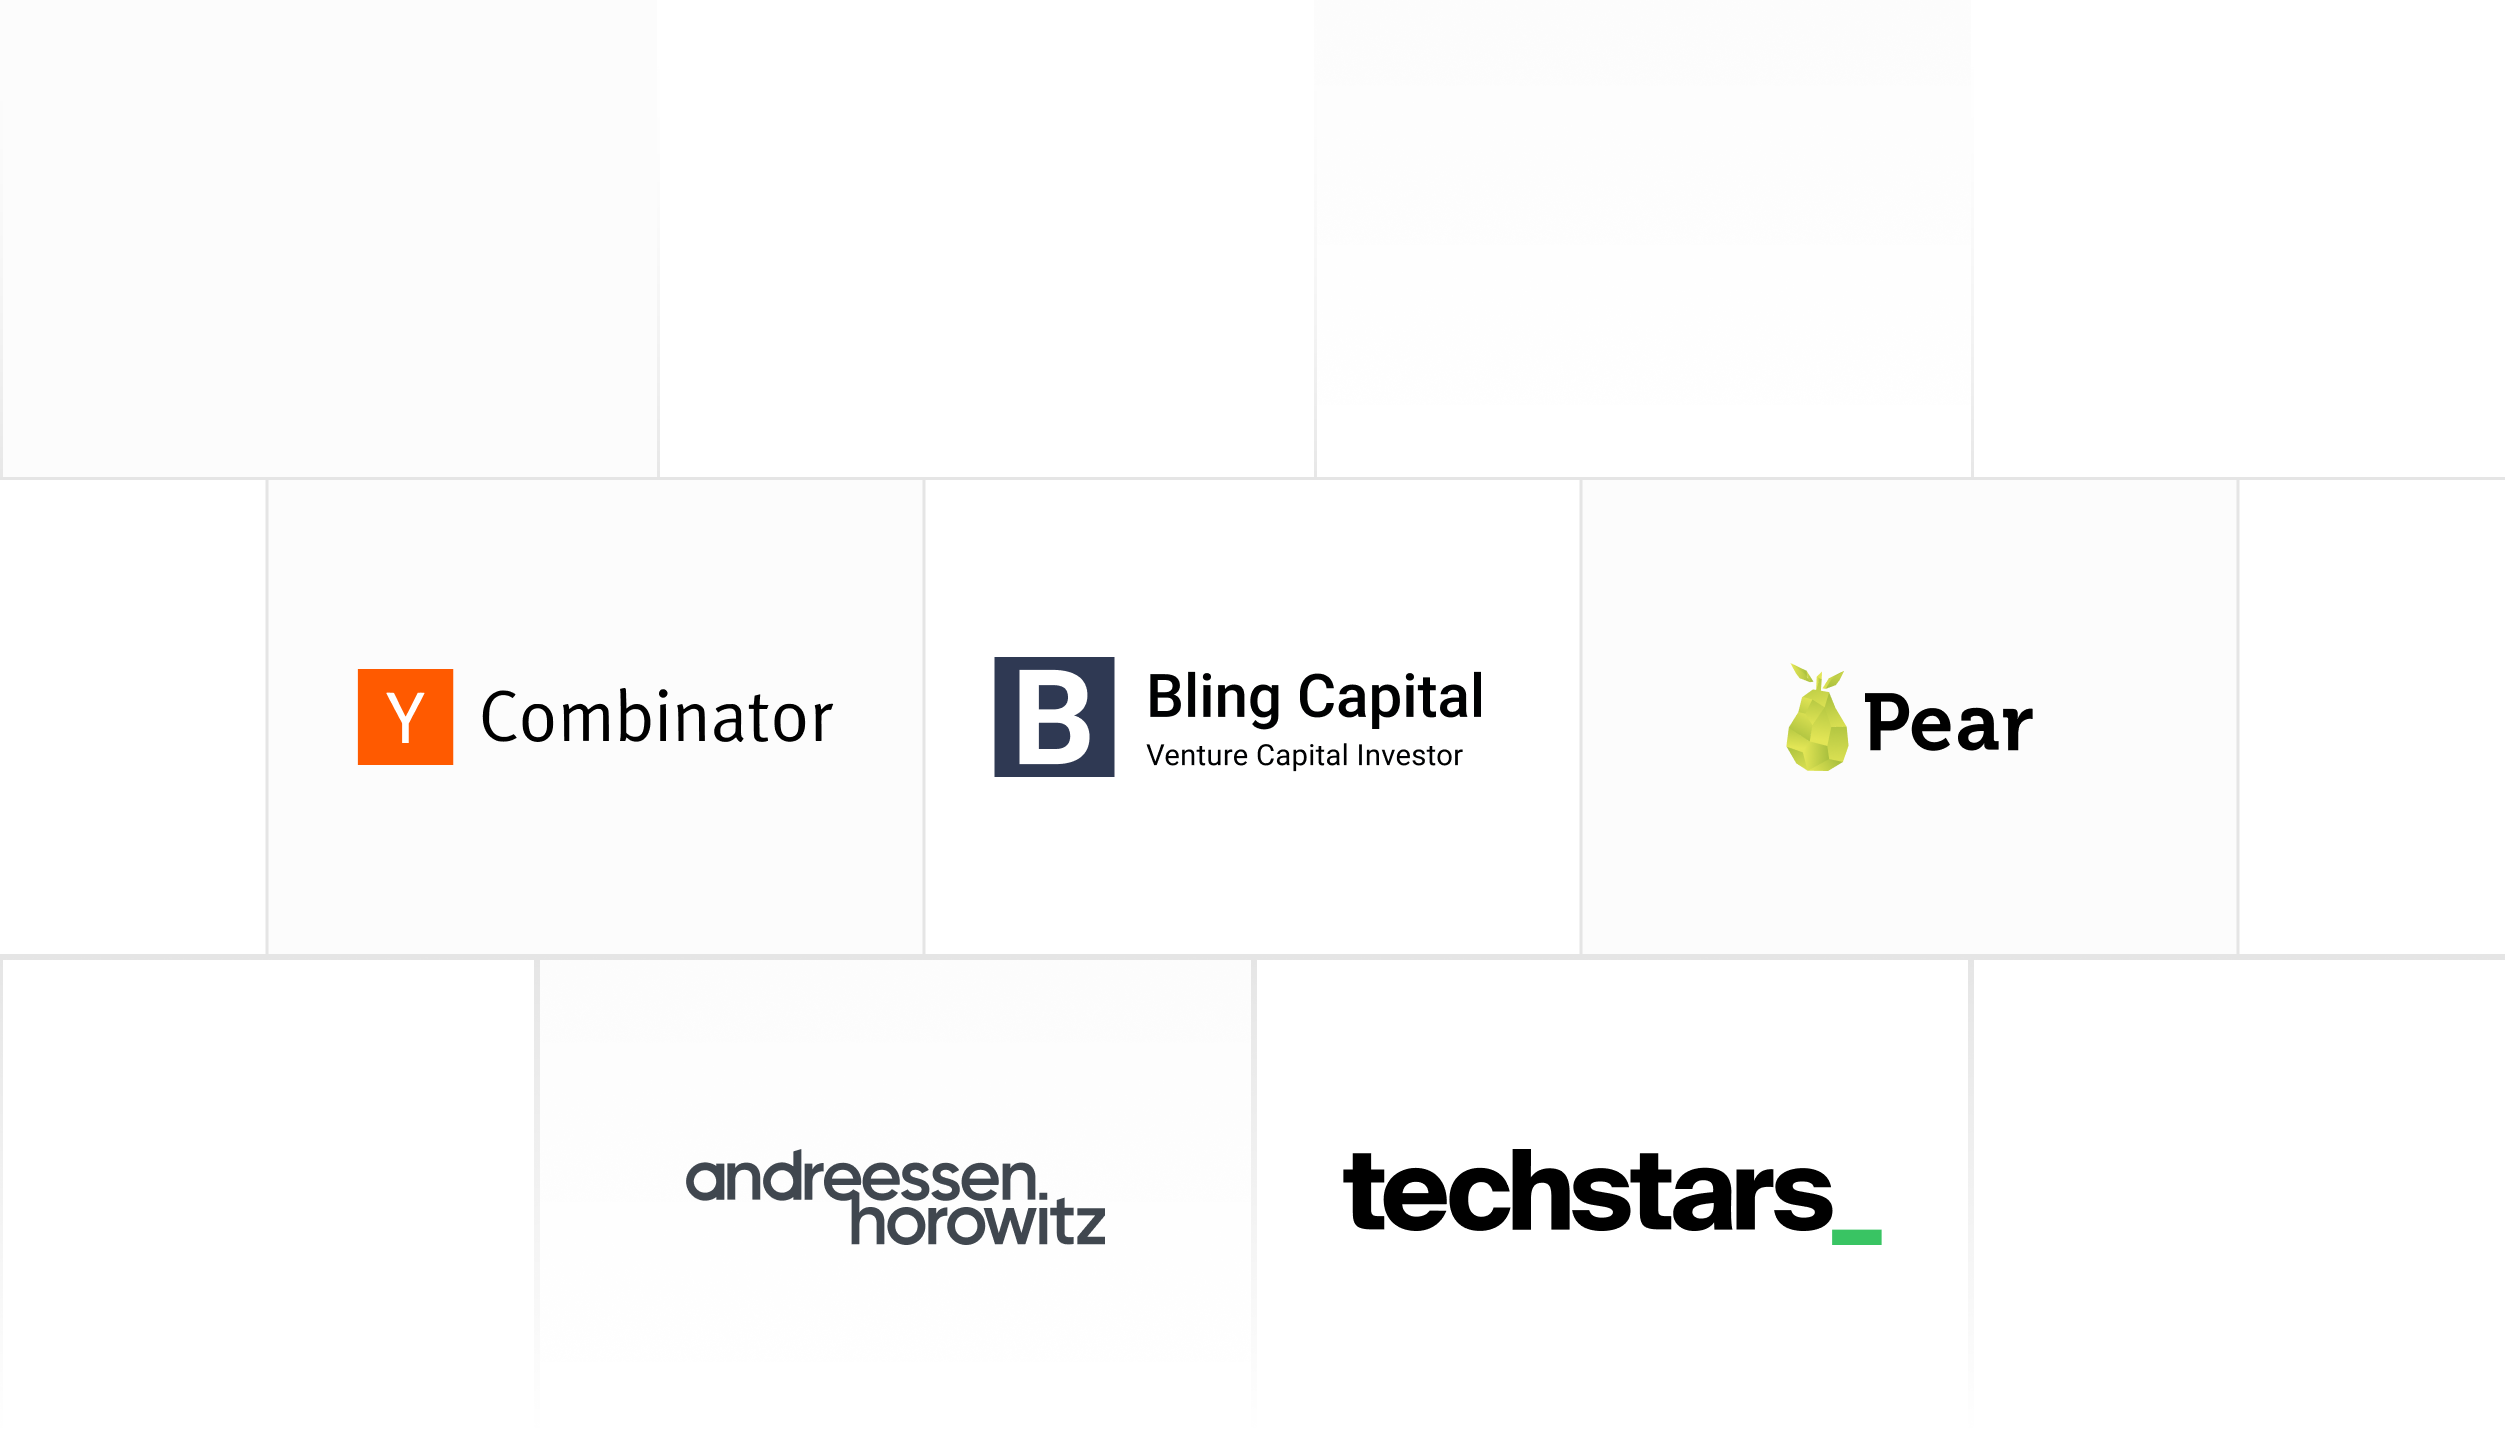 Y Combinator
B Bling Capital
Venture Capital Investor
Pear
andreessen.
horowitz
techstars_